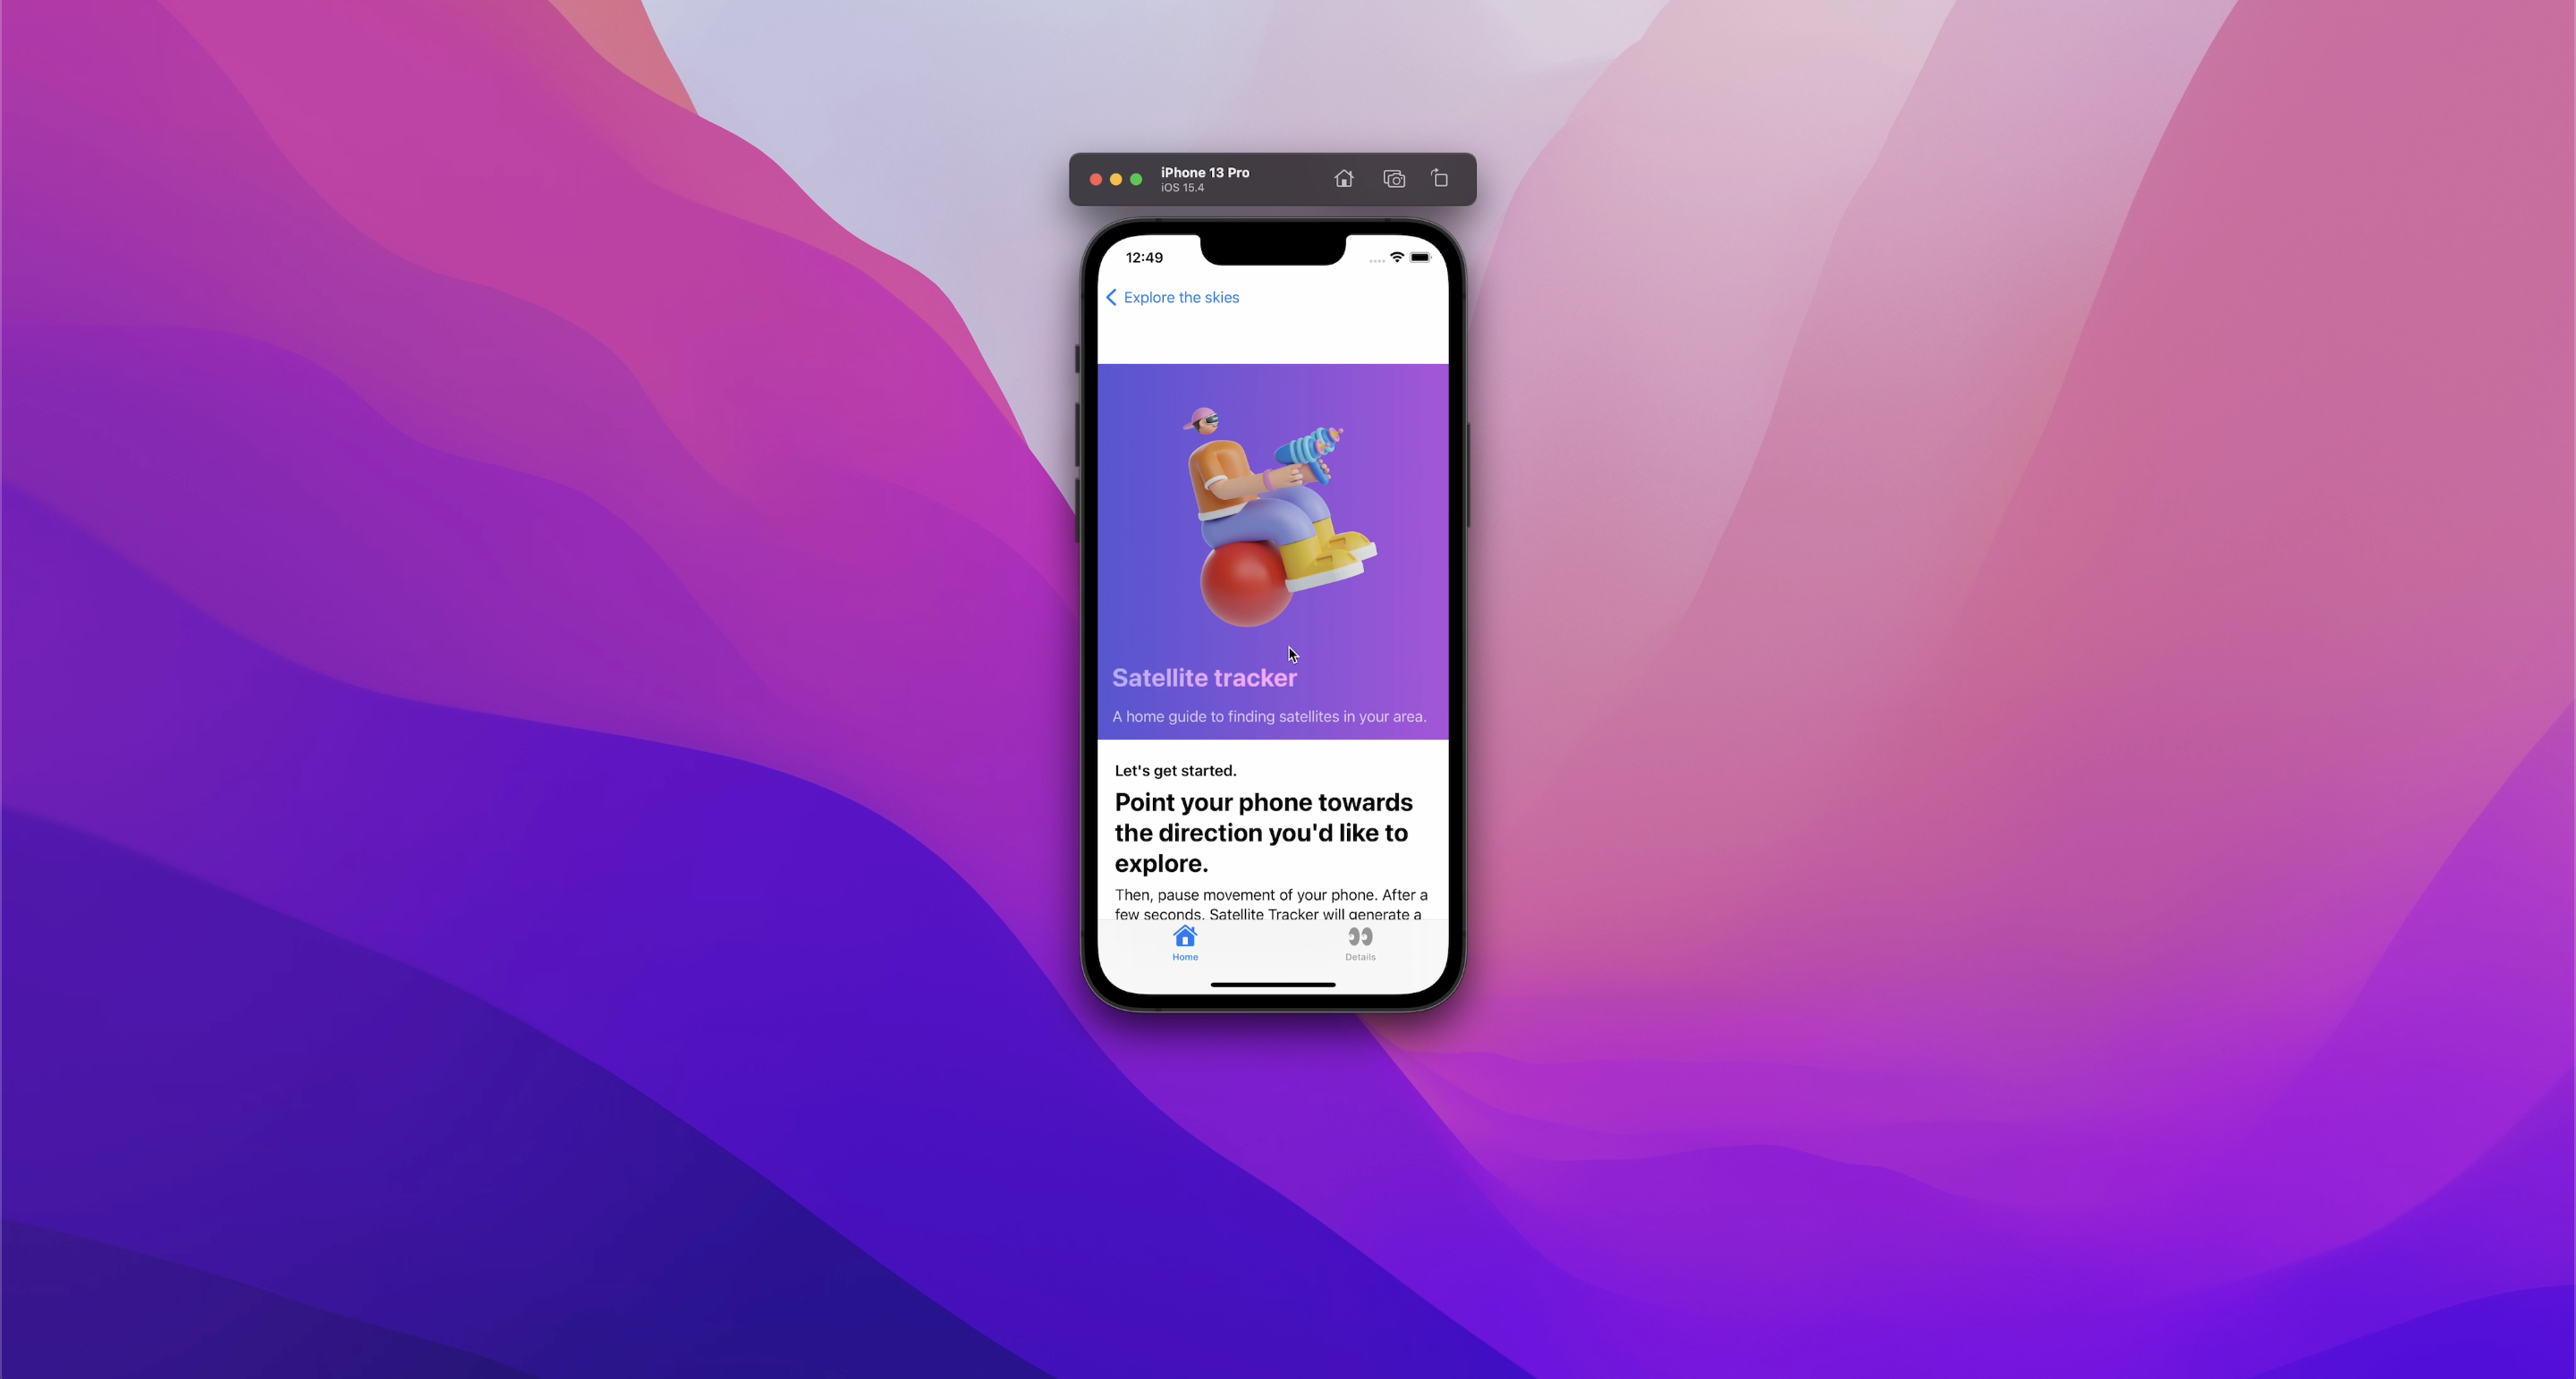 iPhone 13 Pro
iOS 15.4
12:49
Explore the skies
Satellite tracker
A home guide to finding satellites in your area.
Let's get started.
Point your phone towards
the direction you'd like to
explore.
Then, pause movement of your phone. After a
few seconds, Satellite Tracker will generate a
Home
Details